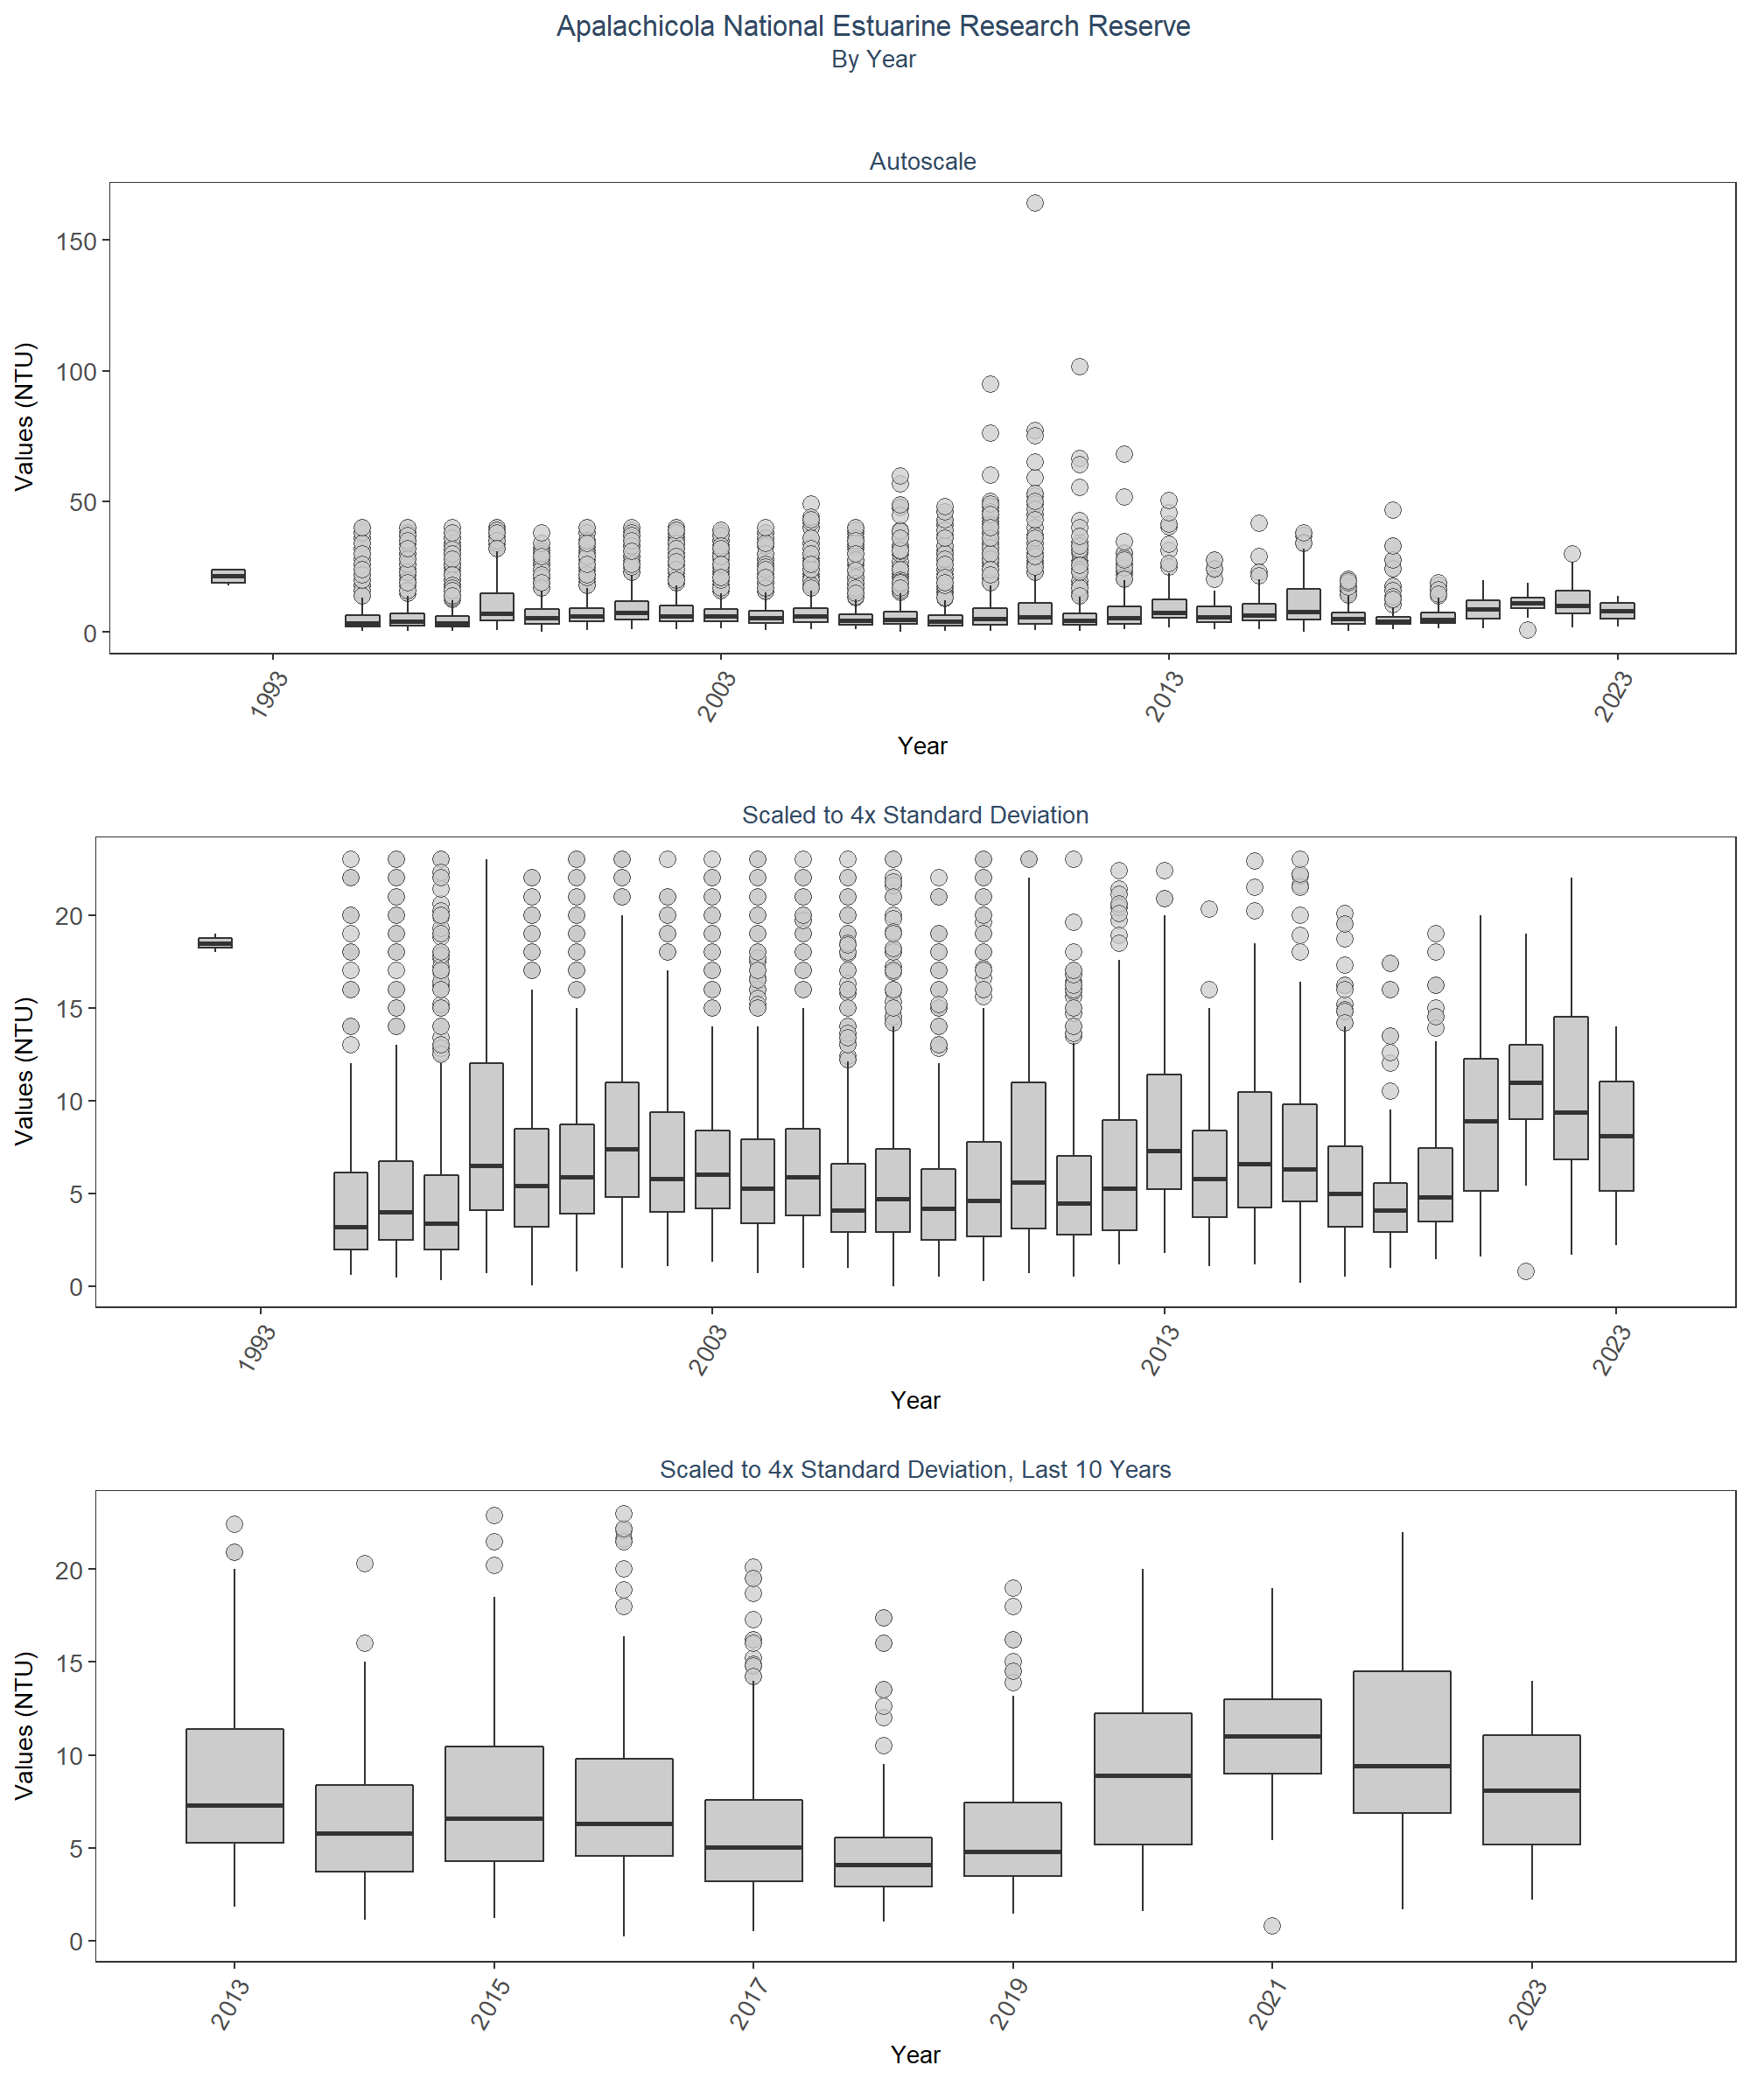 Apalachicola National Estuarine Research Reserve
By Year
Autoscale
Values (NTU)
150
100
50
0
1993
2003
2013
2023
Year
Scaled to 4x Standard Deviation
Values (NTU)
20
15
10
5
0
1993
2003
2013
2023
Year
Scaled to 4x Standard Deviation, Last 10 Years
Values (NTU)
20
15
10
5
0
2013
2015
2017
2019
2021
2023
Year